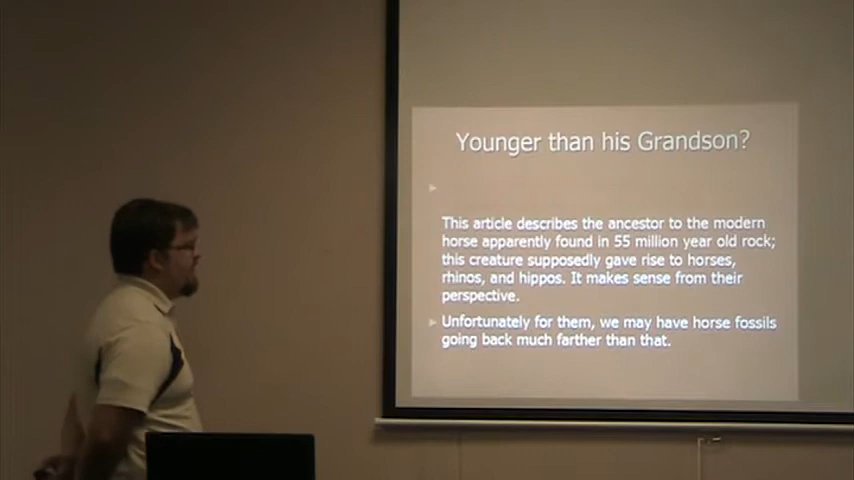 Younger than his Grandson?
This article describes the ancestor to the modern
horse apparently found in 55 million year old rock;
this creature supposedly gave rise to horses,
rhinos, and hippos. It makes sense from their
perspective.
Unfortunately for them, we may have horse fossils
going back much farther than that.